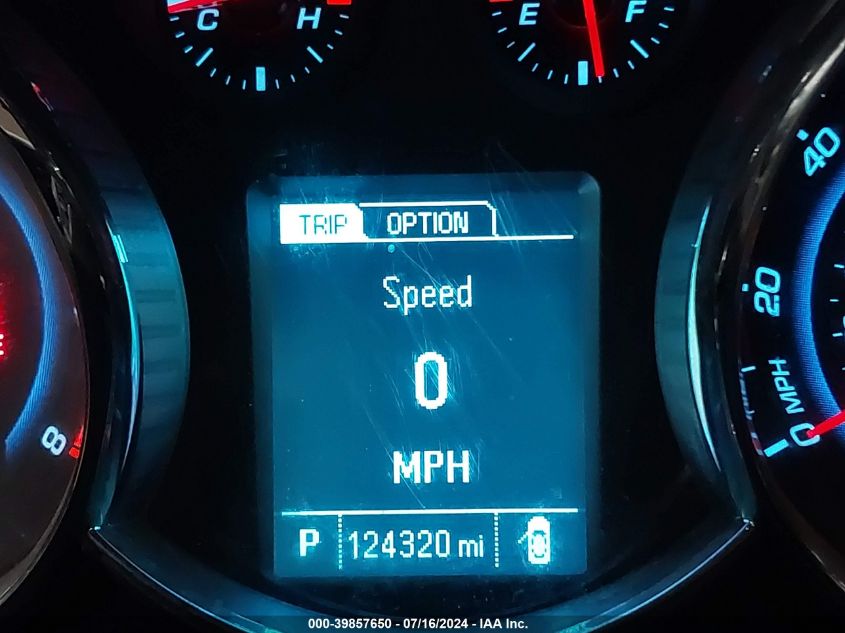 C H
E F
40
TRIP OPTION
20
Speed
0
MPH
MPH
8
0
P 124320 mi
000-39857650 - 07/16/2024 - IAA Inc.